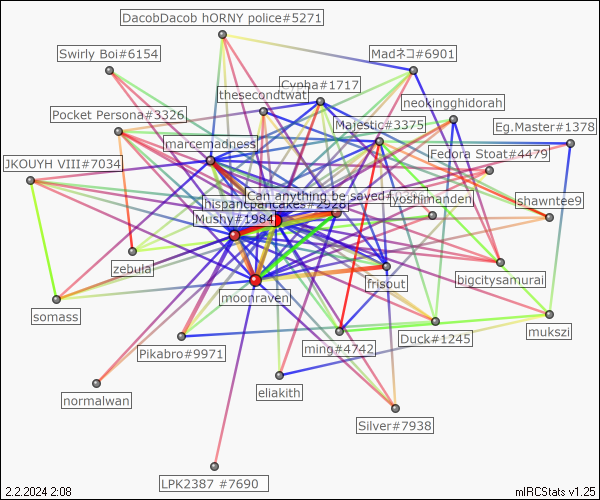 DacobDacob hORNY police#5271
Swirly Boi#6154
Madネコ#6901
Cypha#1717
thesecondtwat
neokingghidorah
Pocket Persona#3326
Majestic#3375
Eg.Master#1378
marcemadness
Fedora Stoat#4479
JKOUYH VIII#7034
Can anything be saved
hispancpancakes#2928
yoshimanden
shawntee9
Mushy#1984
zebula
frisout
bigcitysamurai
moonraven
somass
mukszi
Pikabro#9971
ming#4742
Duck#1245
normalwan
eliakith
Silver#7938
LPK2387 #7690
2.2.2024 2:08
mIRCStats v1.25